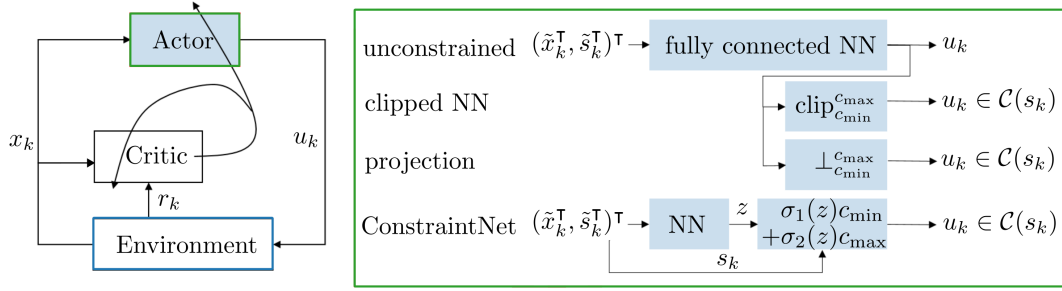 Actor
x_k
u_k
Critic
r_k
Environment
unconstrained (x̃_k^⊤, s̃_k^⊤)^⊤ fully connected NN u_k
clipped NN clip_{c_min}^{c_max} u_k ∈ 𝒞(s_k)
projection ⊥_{c_min}^{c_max} u_k ∈ 𝒞(s_k)
ConstraintNet (x̃_k^⊤, s̃_k^⊤)^⊤ NN z σ_1(z)c_min u_k ∈ 𝒞(s_k)
+σ_2(z)c_max
s_k